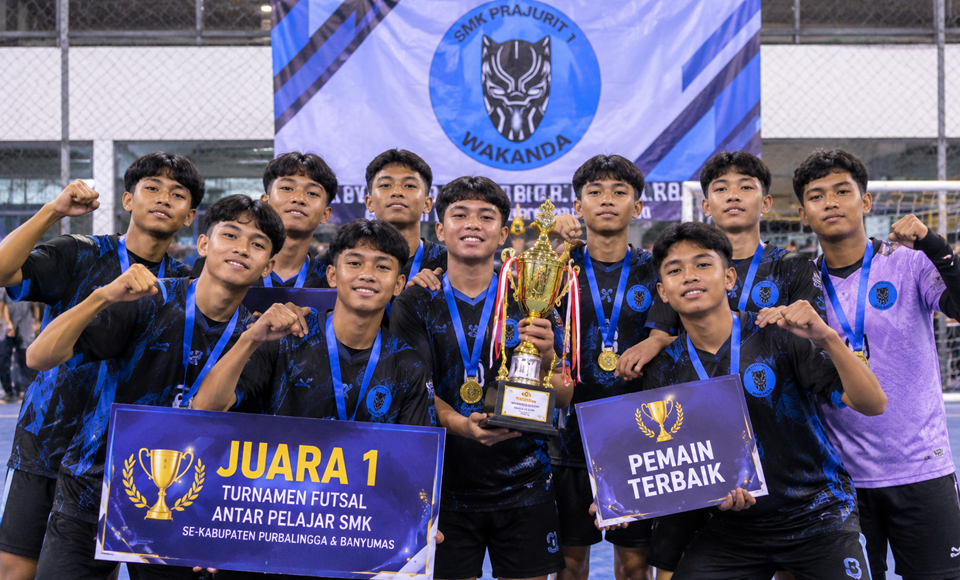 SMK PRAJURIT 1
WAKANDA
JUARA 1
TURNAMEN FUTSAL
ANTAR PELAJAR SMK
SE-KABUPATEN PURBALINGGA & BANYUMAS
PEMAIN
TERBAIK